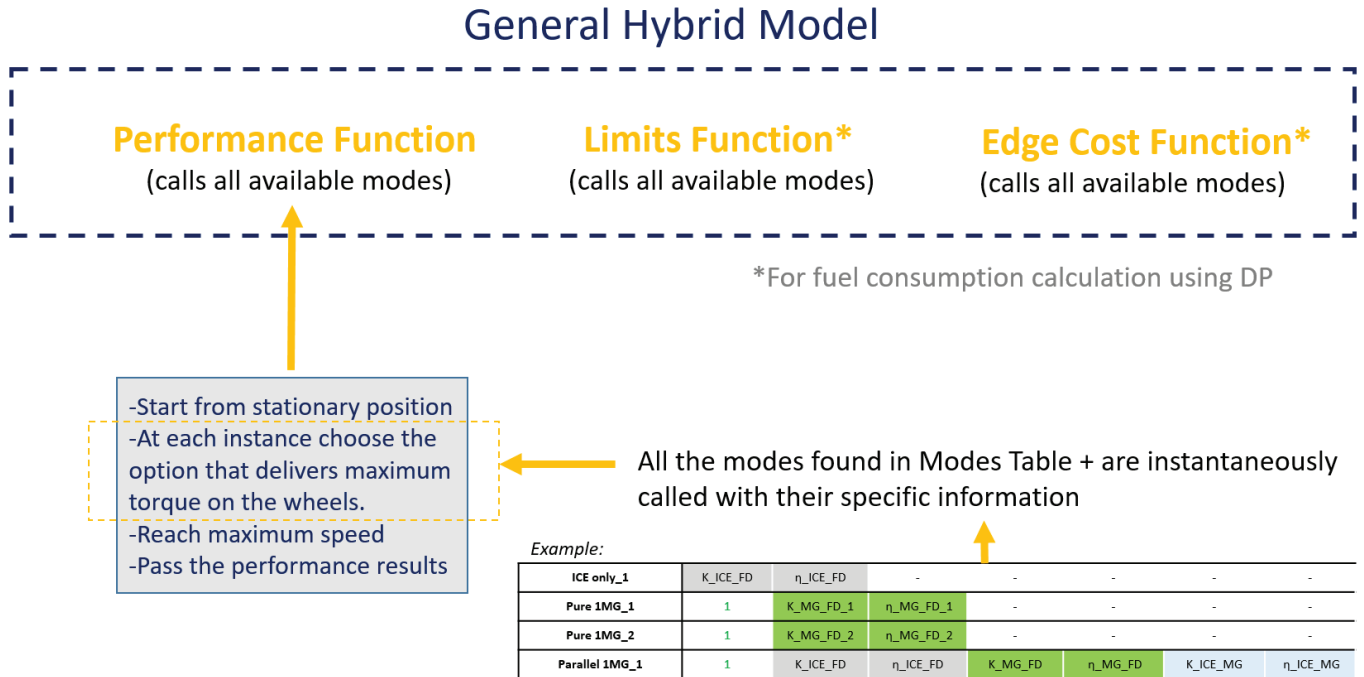 General Hybrid Model
Performance Function
(calls all available modes)
Limits Function*
(calls all available modes)
Edge Cost Function*
(calls all available modes)
*For fuel consumption calculation using DP
-Start from stationary position
-At each instance choose the
option that delivers maximum
torque on the wheels.
-Reach maximum speed
-Pass the performance results
All the modes found in Modes Table + are instantaneously
called with their specific information
Example:
ICE only_1 K_ICE_FD η_ICE_FD - - - - -
Pure 1MG_1 1 K_MG_FD_1 η_MG_FD_1 - - - -
Pure 1MG_2 1 K_MG_FD_2 η_MG_FD_2 - - - -
Parallel 1MG_1 1 K_ICE_FD η_ICE_FD K_MG_FD η_MG_FD K_ICE_MG η_ICE_MG